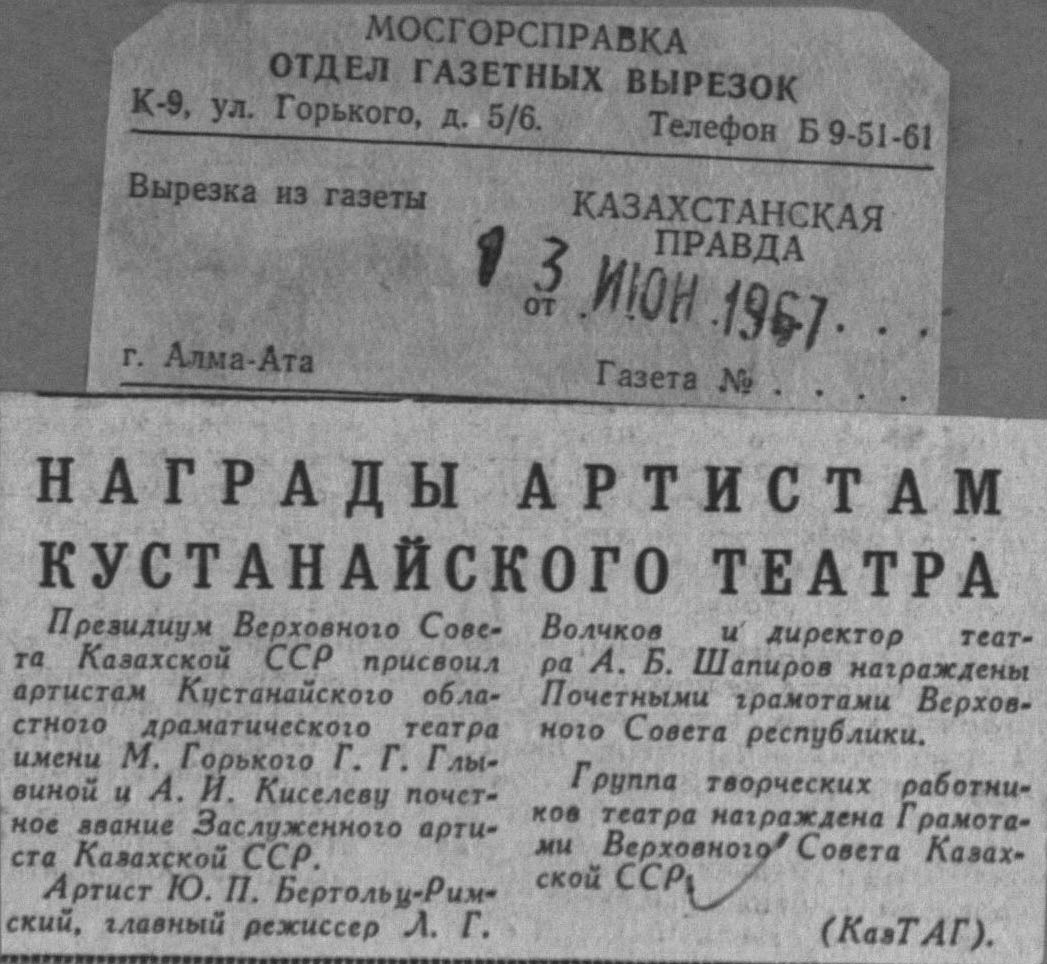 МОСГОРСПРАВКА
ОТДЕЛ ГАЗЕТНЫХ ВЫРЕЗОК
К-9, ул. Горького, д. 5/6. Телефон Б 9-51-61
Вырезка из газеты
КАЗАХСТАНСКАЯ
ПРАВДА
1 3 ИЮН 1967
от . . . . . .
г. Алма-Ата Газета № . . . .
НАГРАДЫ АРТИСТАМ
КУСТАНАЙСКОГО ТЕАТРА
Президиум Верховного Сове-
та Казахской ССР присвоил
артистам Кустанайского обла-
стного драматического театра
имени М. Горького Г. Г. Глы-
виной и А. И. Киселеву почет-
ное звание Заслуженного арти-
ста Казахской ССР.
Артист Ю. П. Бертольц-Рим-
ский, главный режиссер Л. Г.
Волчков и директор теат-
ра А. Б. Шапиров награждены
Почетными грамотами Верхов-
ного Совета республики.
Группа творческих работни-
ков театра награждена Грамота-
ми Верховного Совета Казах-
ской ССР.
(КазТАГ).